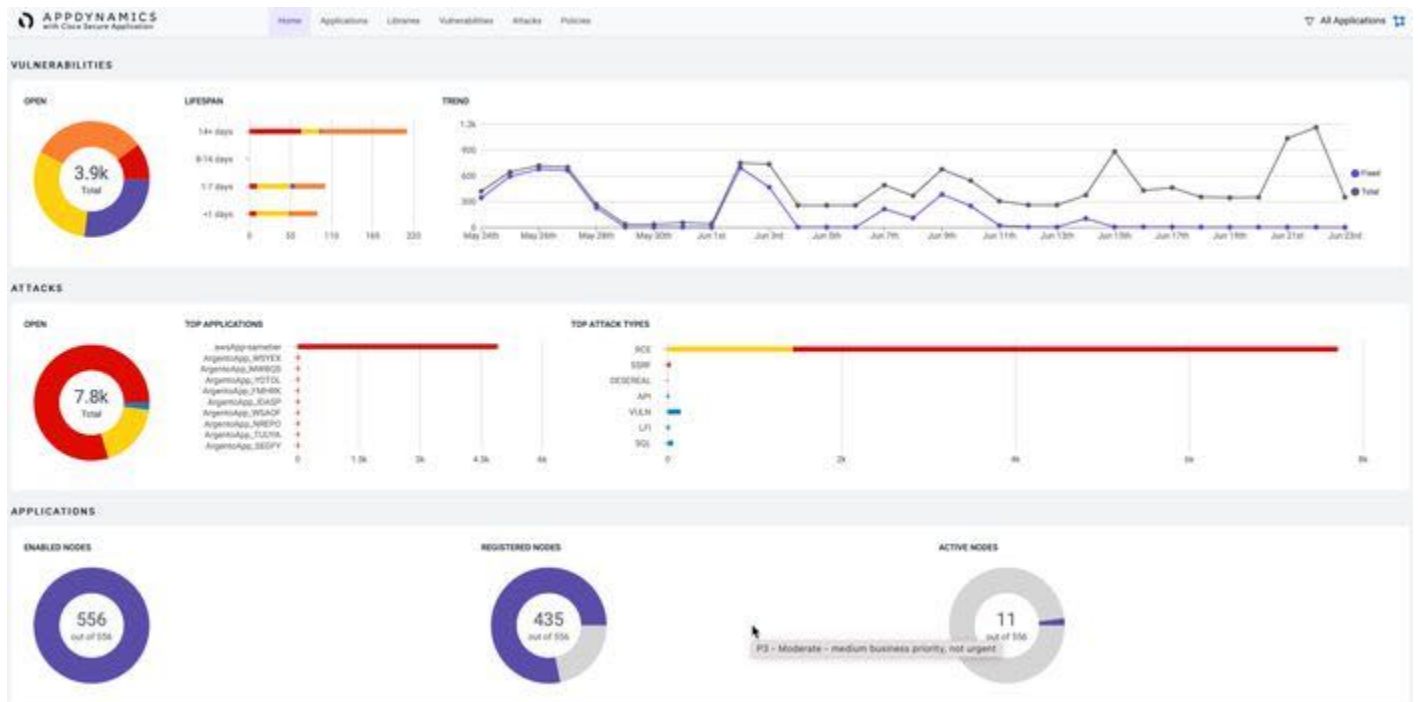 APPDYNAMICS
with Cisco Secure Application
Home Applications Libraries Vulnerabilities Attacks Policies
All Applications
VULNERABILITIES
OPEN
3.9k
Total
LIFESPAN
14+ days
8-14 days
1-7 days
<1 days
0 55 110 165 220
TREND
1.2k
900
600
300
0
May 24th May 26th May 28th May 30th Jun 1st Jun 3rd Jun 5th Jun 7th Jun 9th Jun 11th Jun 13th Jun 15th Jun 17th Jun 19th Jun 21st Jun 23rd
Fixed
Total
ATTACKS
OPEN
7.8k
Total
TOP APPLICATIONS
ArgentoApp_WSYEX
ArgentoApp_YOTOL
ArgentoApp_JDASP
ArgentoApp_WSAOF
ArgentoApp_NREPO
ArgentoApp_TUUYA
ArgentoApp_SEGFY
0 1.5k 3k 4.5k 6k
TOP ATTACK TYPES
RCE
SSRF
DESEREAL
API
VULN
LFI
SQL
0 2k 4k 6k 8k
APPLICATIONS
ENABLED NODES
556
out of 556
REGISTERED NODES
435
out of 556
ACTIVE NODES
11
out of 556
P3 - Moderate - medium business priority, not urgent